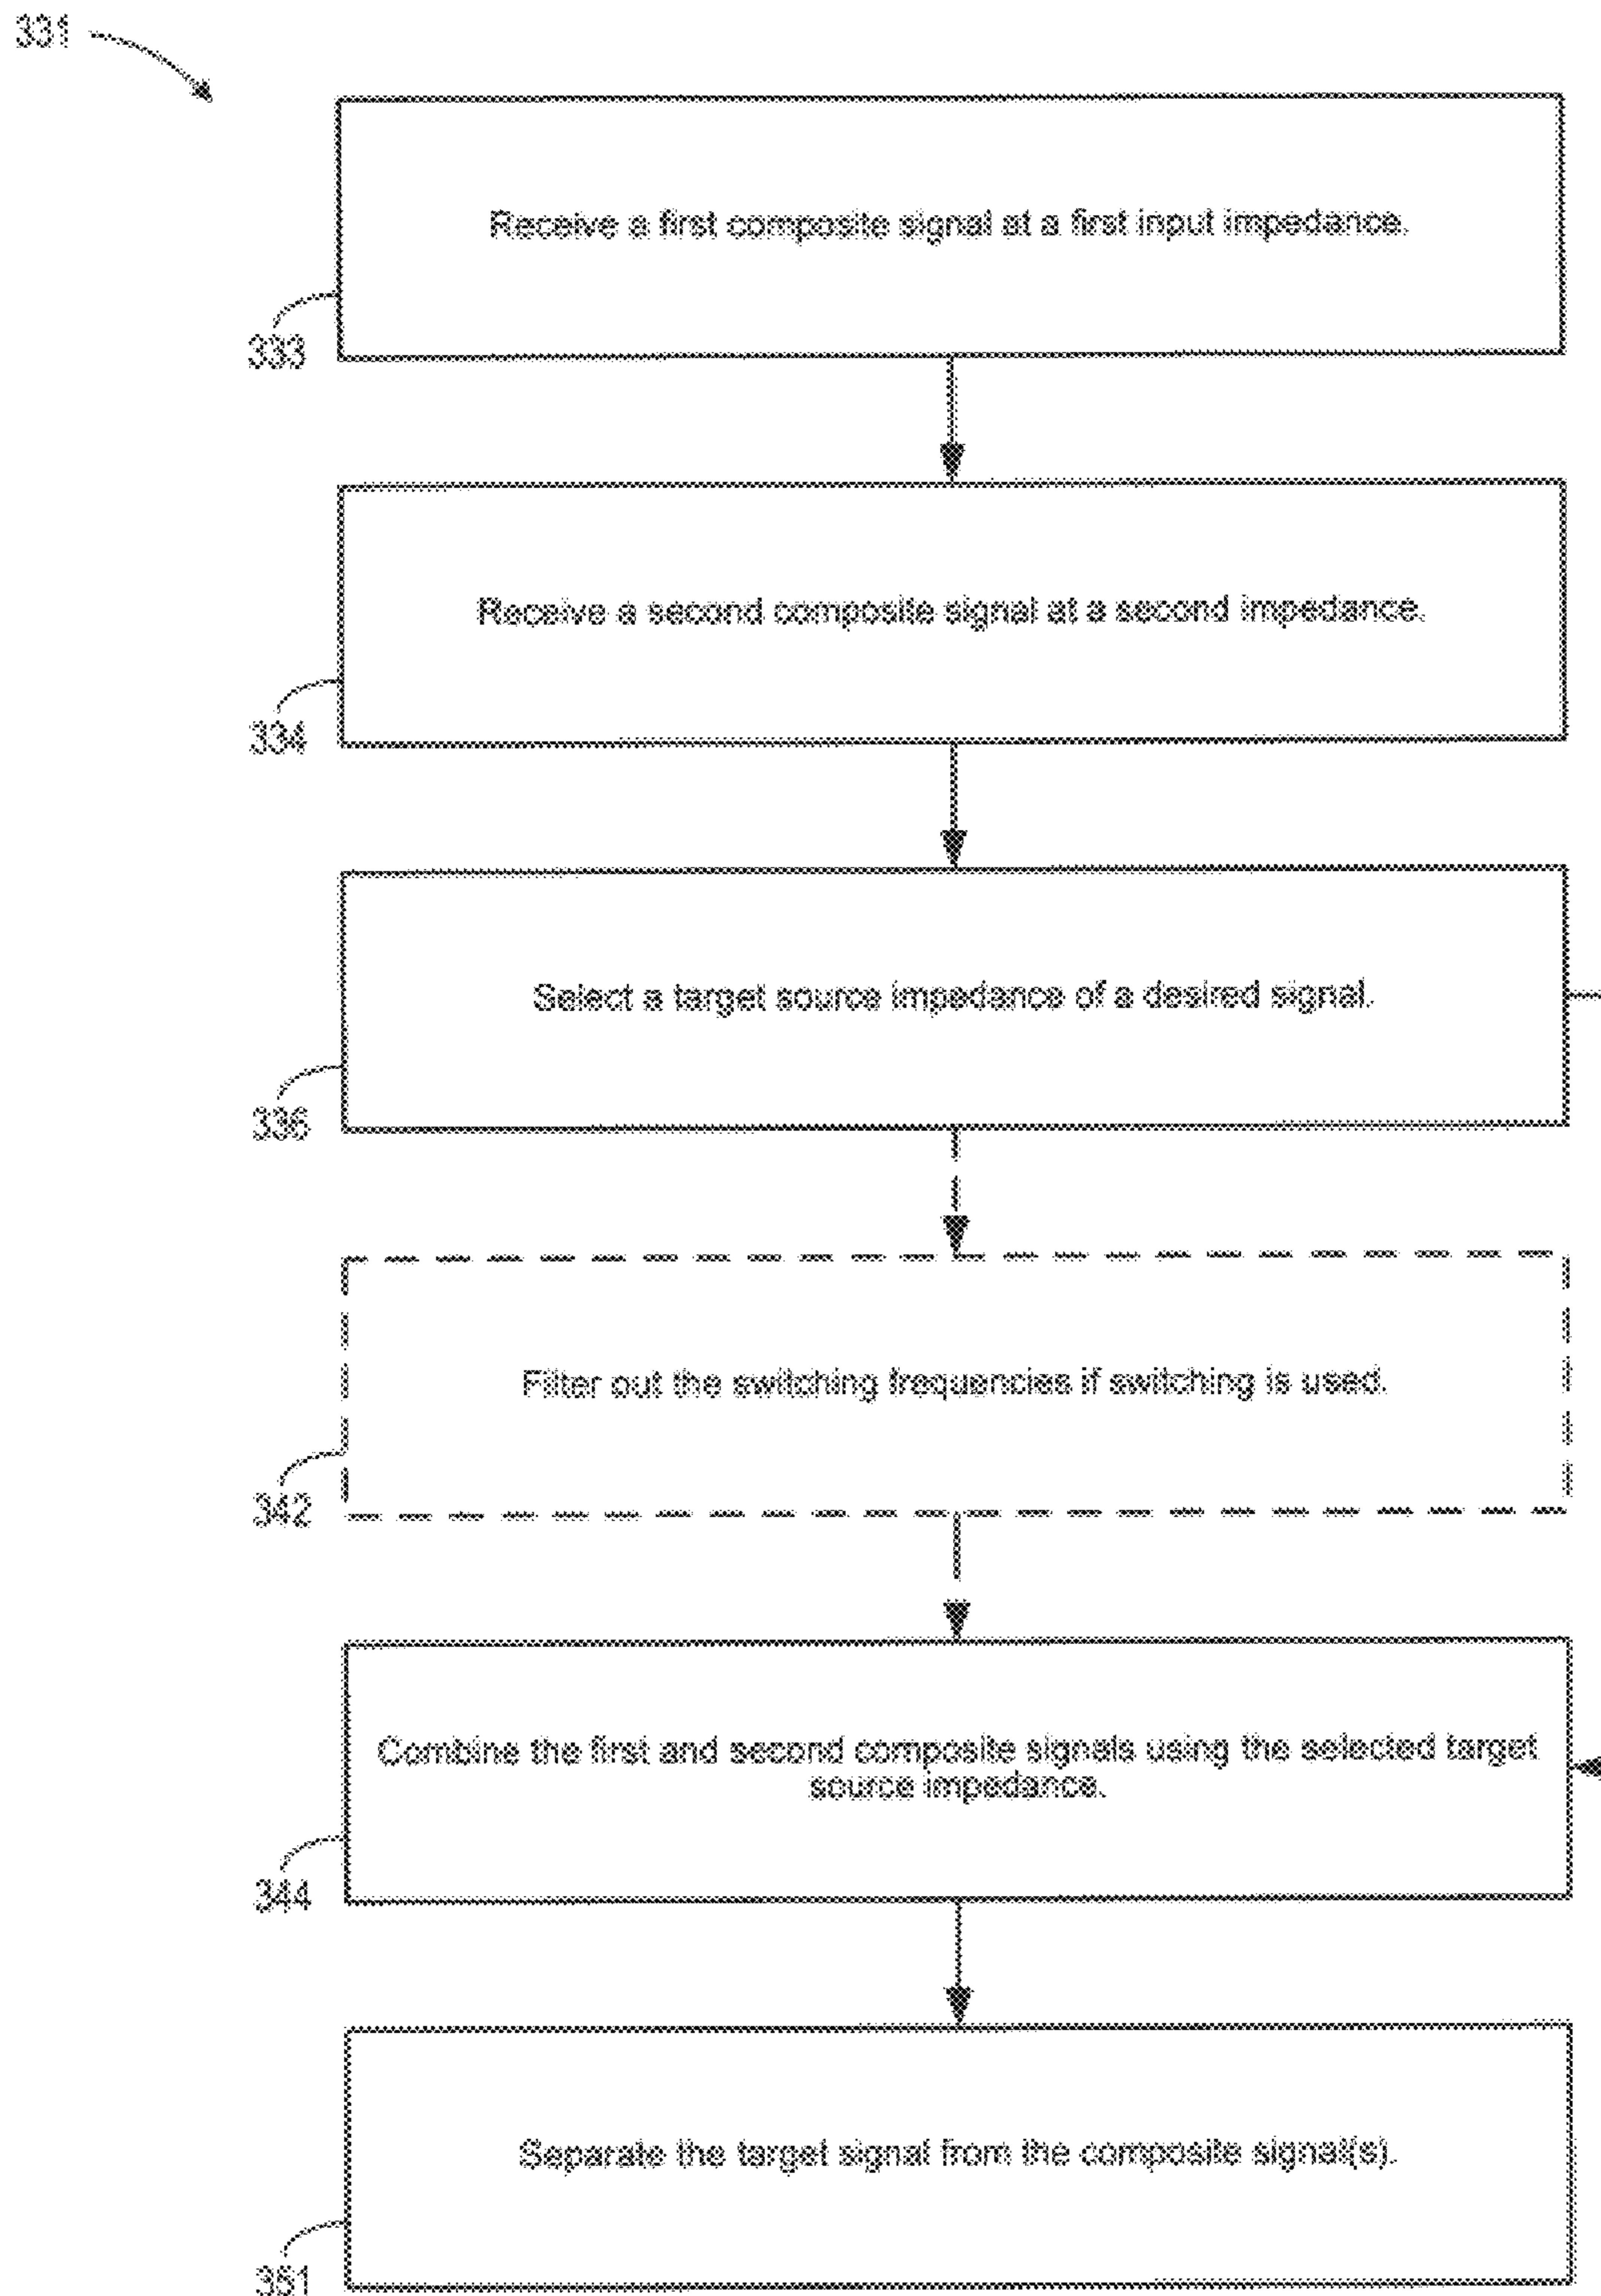 331
Receive a first composite signal at a first input impedance.
333
Receive a second composite signal at a second impedance.
334
Select a target source impedance of a desired signal.
336
Filter out the switching frequencies if switching is used.
342
Combine the first and second composite signals using the selected target
source impedance.
344
Separate the target signal from the composite signal(s).
351